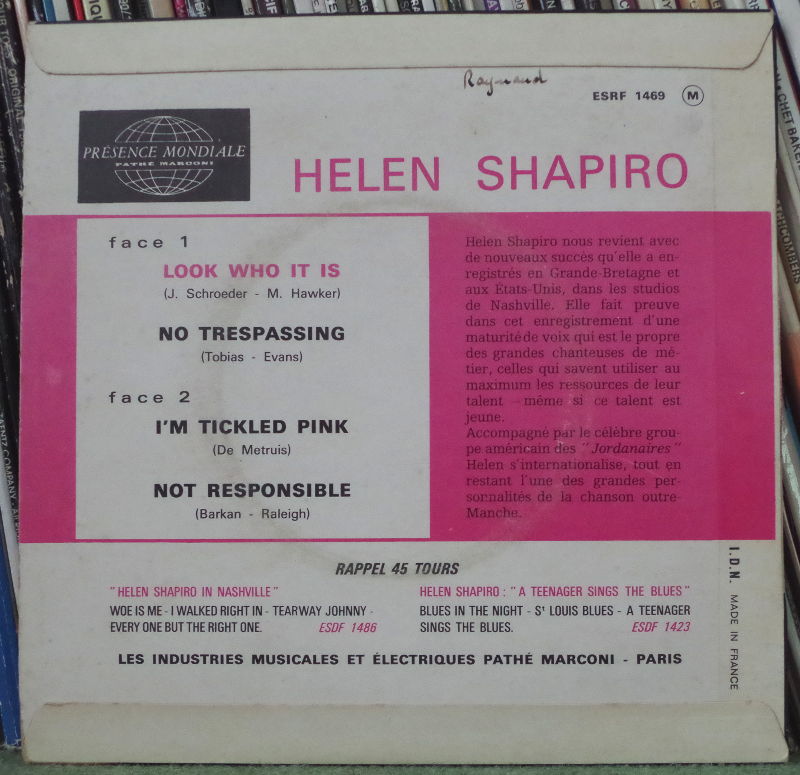 Raymond
ESRF 1469 M
PRÉSENCE MONDIALE
PATHÉ MARCONI
HELEN SHAPIRO
face 1
LOOK WHO IT IS
(J. Schroeder - M. Hawker)
NO TRESPASSING
(Tobias - Evans)
face 2
I'M TICKLED PINK
(De Metruis)
NOT RESPONSIBLE
(Barkan - Raleigh)
Helen Shapiro nous revient avec
de nouveaux succès qu'elle a en-
registrés en Grande-Bretagne et
aux États-Unis, dans les studios
de Nashville. Elle fait preuve
dans cet enregistrement d'une
maturité de voix qui est le propre
des grandes chanteuses de mé-
tier, celles qui savent utiliser au
maximum les ressources de leur
talent - même si ce talent est
jeune.
Accompagné par le célèbre grou-
pe américain des "Jordanaires"
Helen s'internationalise, tout en
restant l'une des grandes per-
sonnalités de la chanson outre-
Manche.
RAPPEL 45 TOURS
"HELEN SHAPIRO IN NASHVILLE"
WOE IS ME - I WALKED RIGHT IN - TEARWAY JOHNNY -
EVERY ONE BUT THE RIGHT ONE. ESDF 1486
HELEN SHAPIRO : "A TEENAGER SINGS THE BLUES"
BLUES IN THE NIGHT - St LOUIS BLUES - A TEENAGER
SINGS THE BLUES. ESDF 1423
LES INDUSTRIES MUSICALES ET ÉLECTRIQUES PATHÉ MARCONI - PARIS
I.D.N. MADE IN FRANCE
CHET BAKER